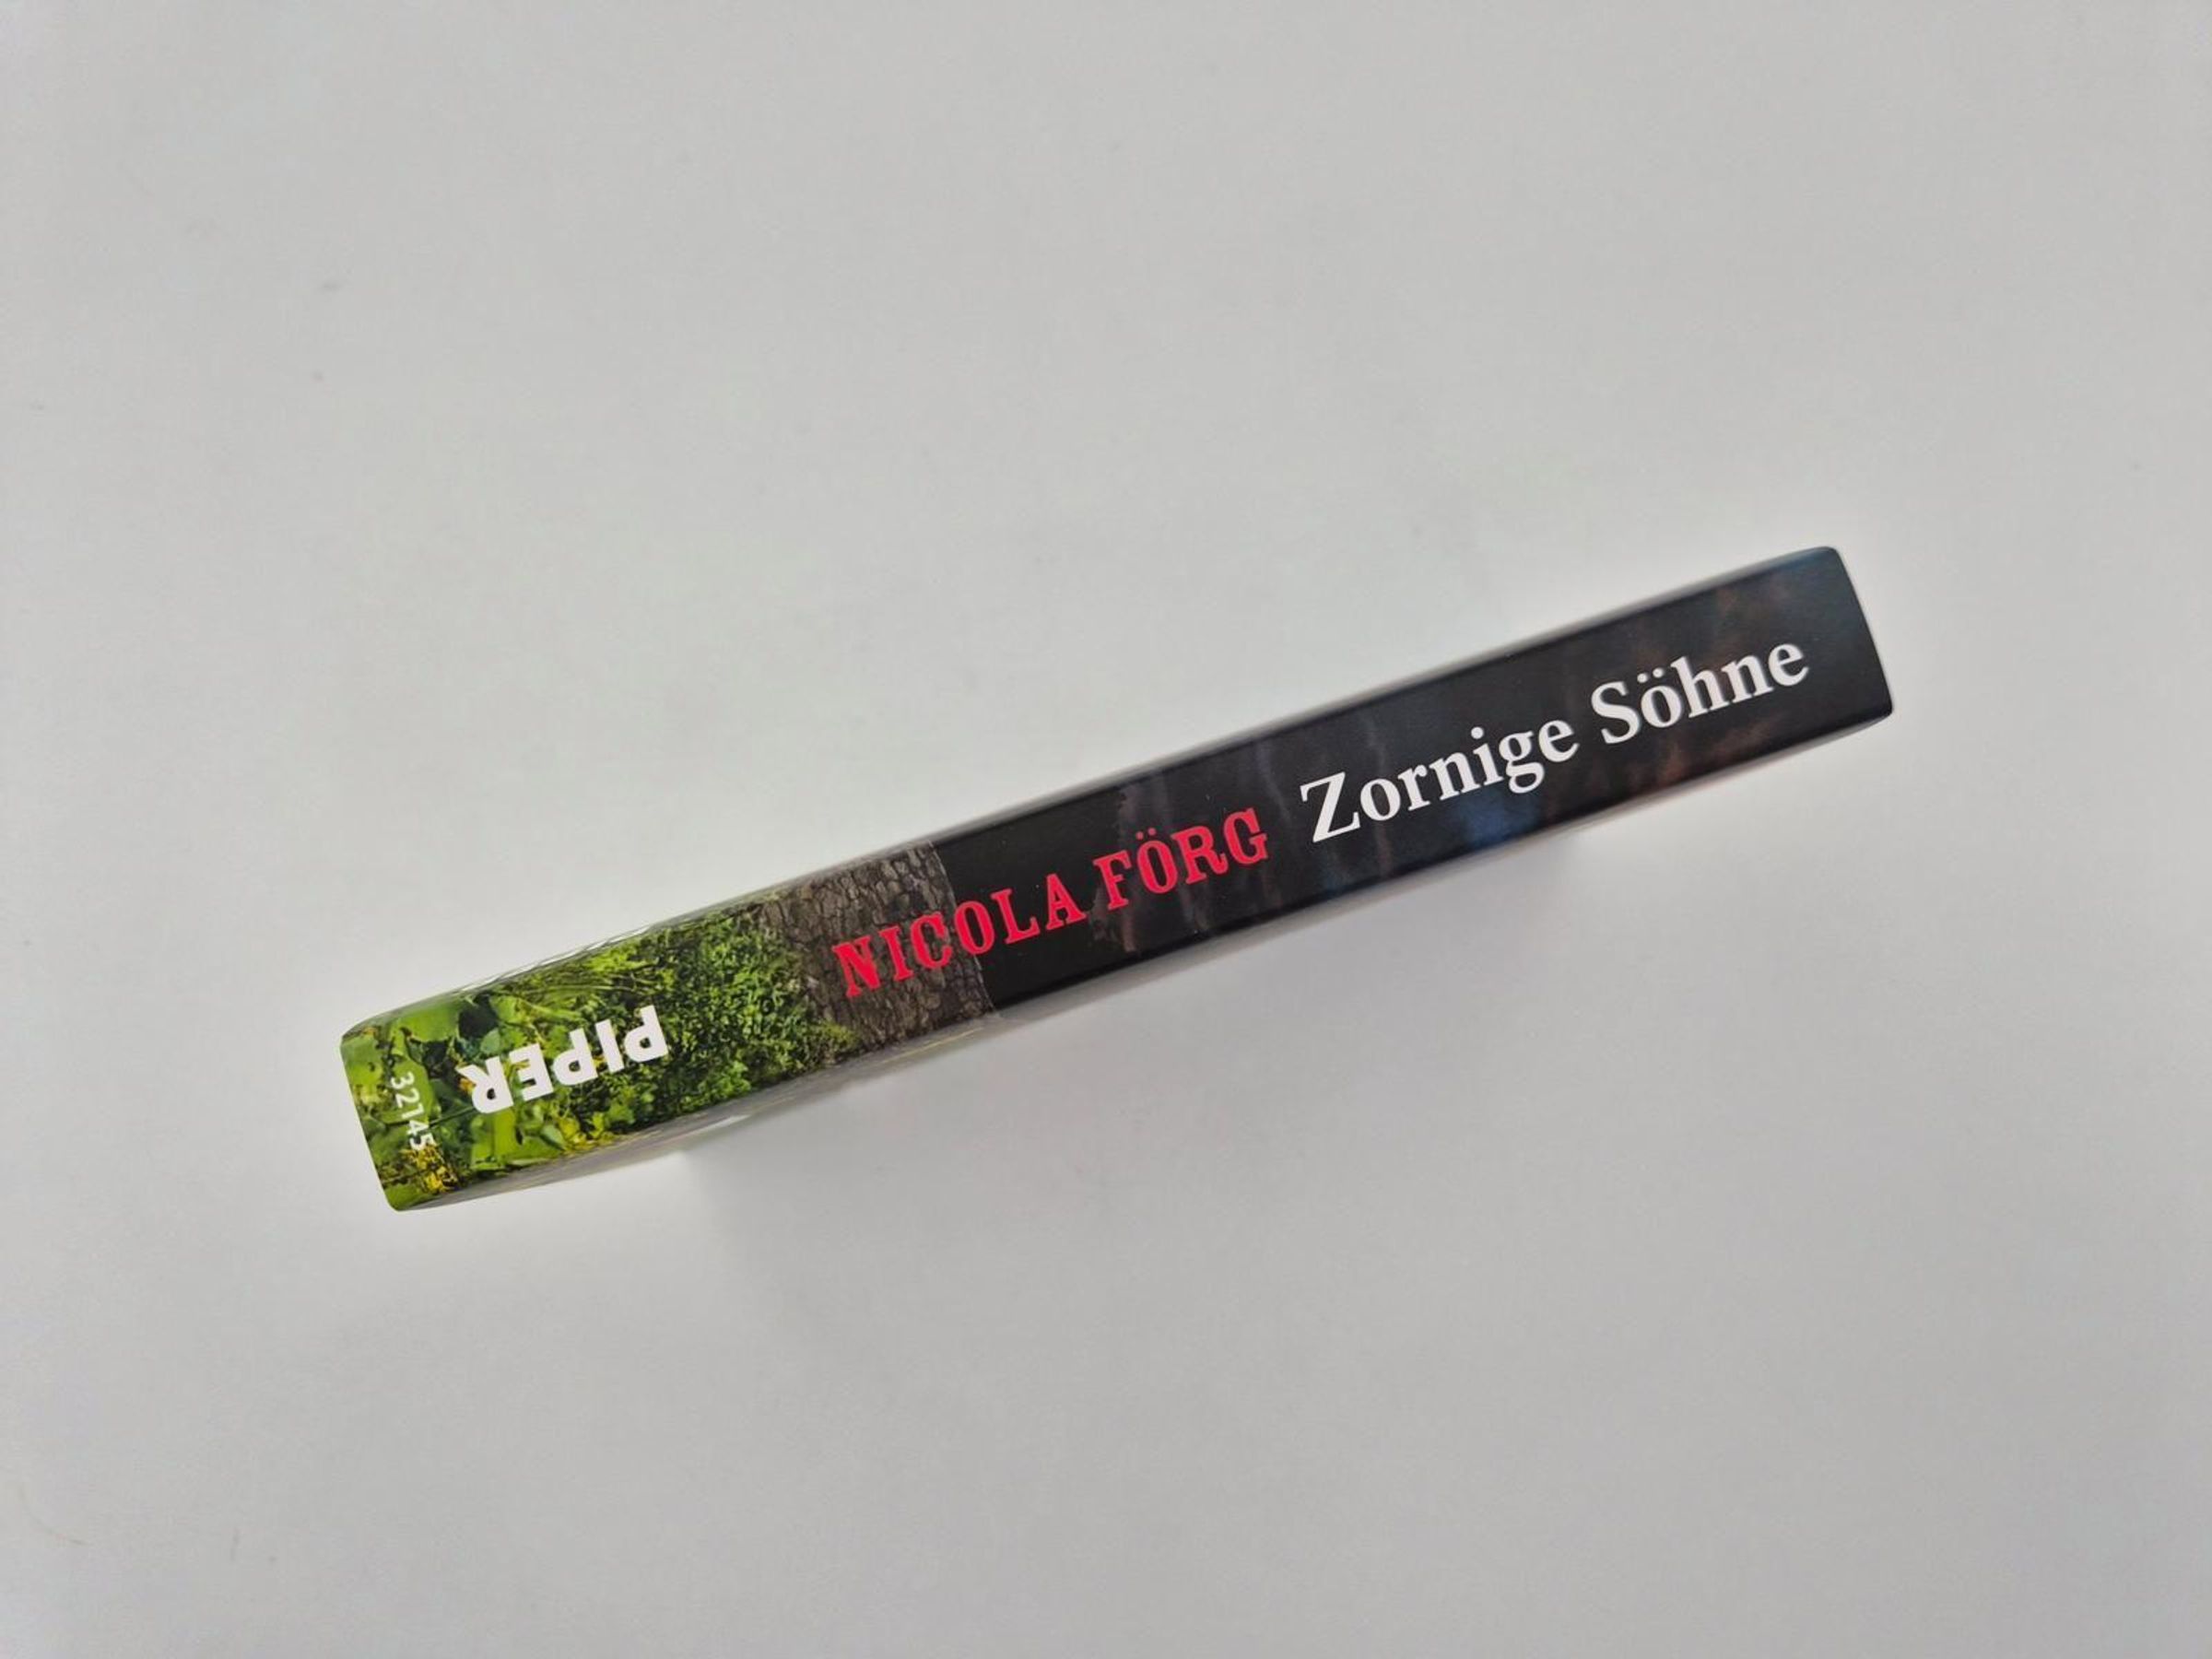 NICOLA FÖRG Zornige Söhne
PIPER
32145